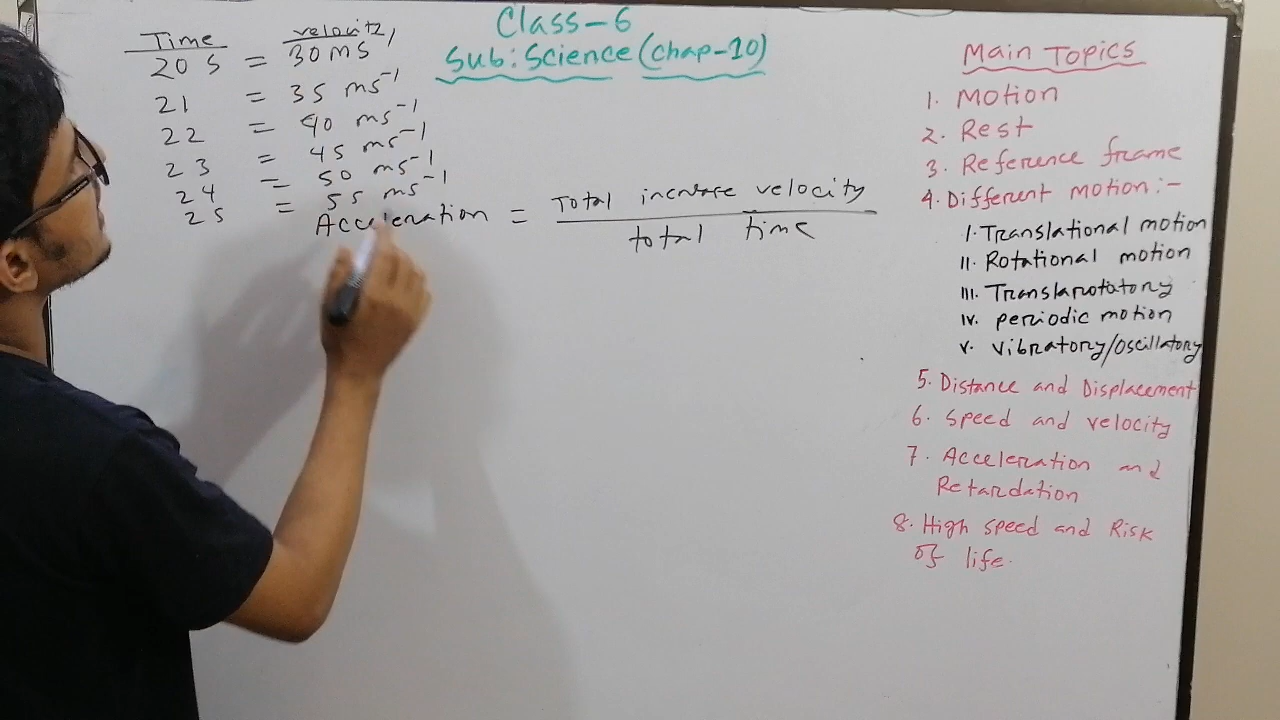 Class-6
Sub: Science (chap-10)
Time velocity
20 s = 30 ms⁻¹
21 = 35 ms⁻¹
22 = 40 ms⁻¹
23 = 45 ms⁻¹
24 = 50 ms⁻¹
25 = 55 ms⁻¹
Acceleration = Total increase velocity
total time
Main Topics
1. Motion
2. Rest
3. Reference frame
4. Different motion:-
I. Translational motion
II. Rotational motion
III. Translarotatory
IV. periodic motion
V. vibratory/oscillatory
5. Distance and Displacement
6. Speed and velocity
7. Acceleration and
Retardation
8. High speed and Risk
of life.